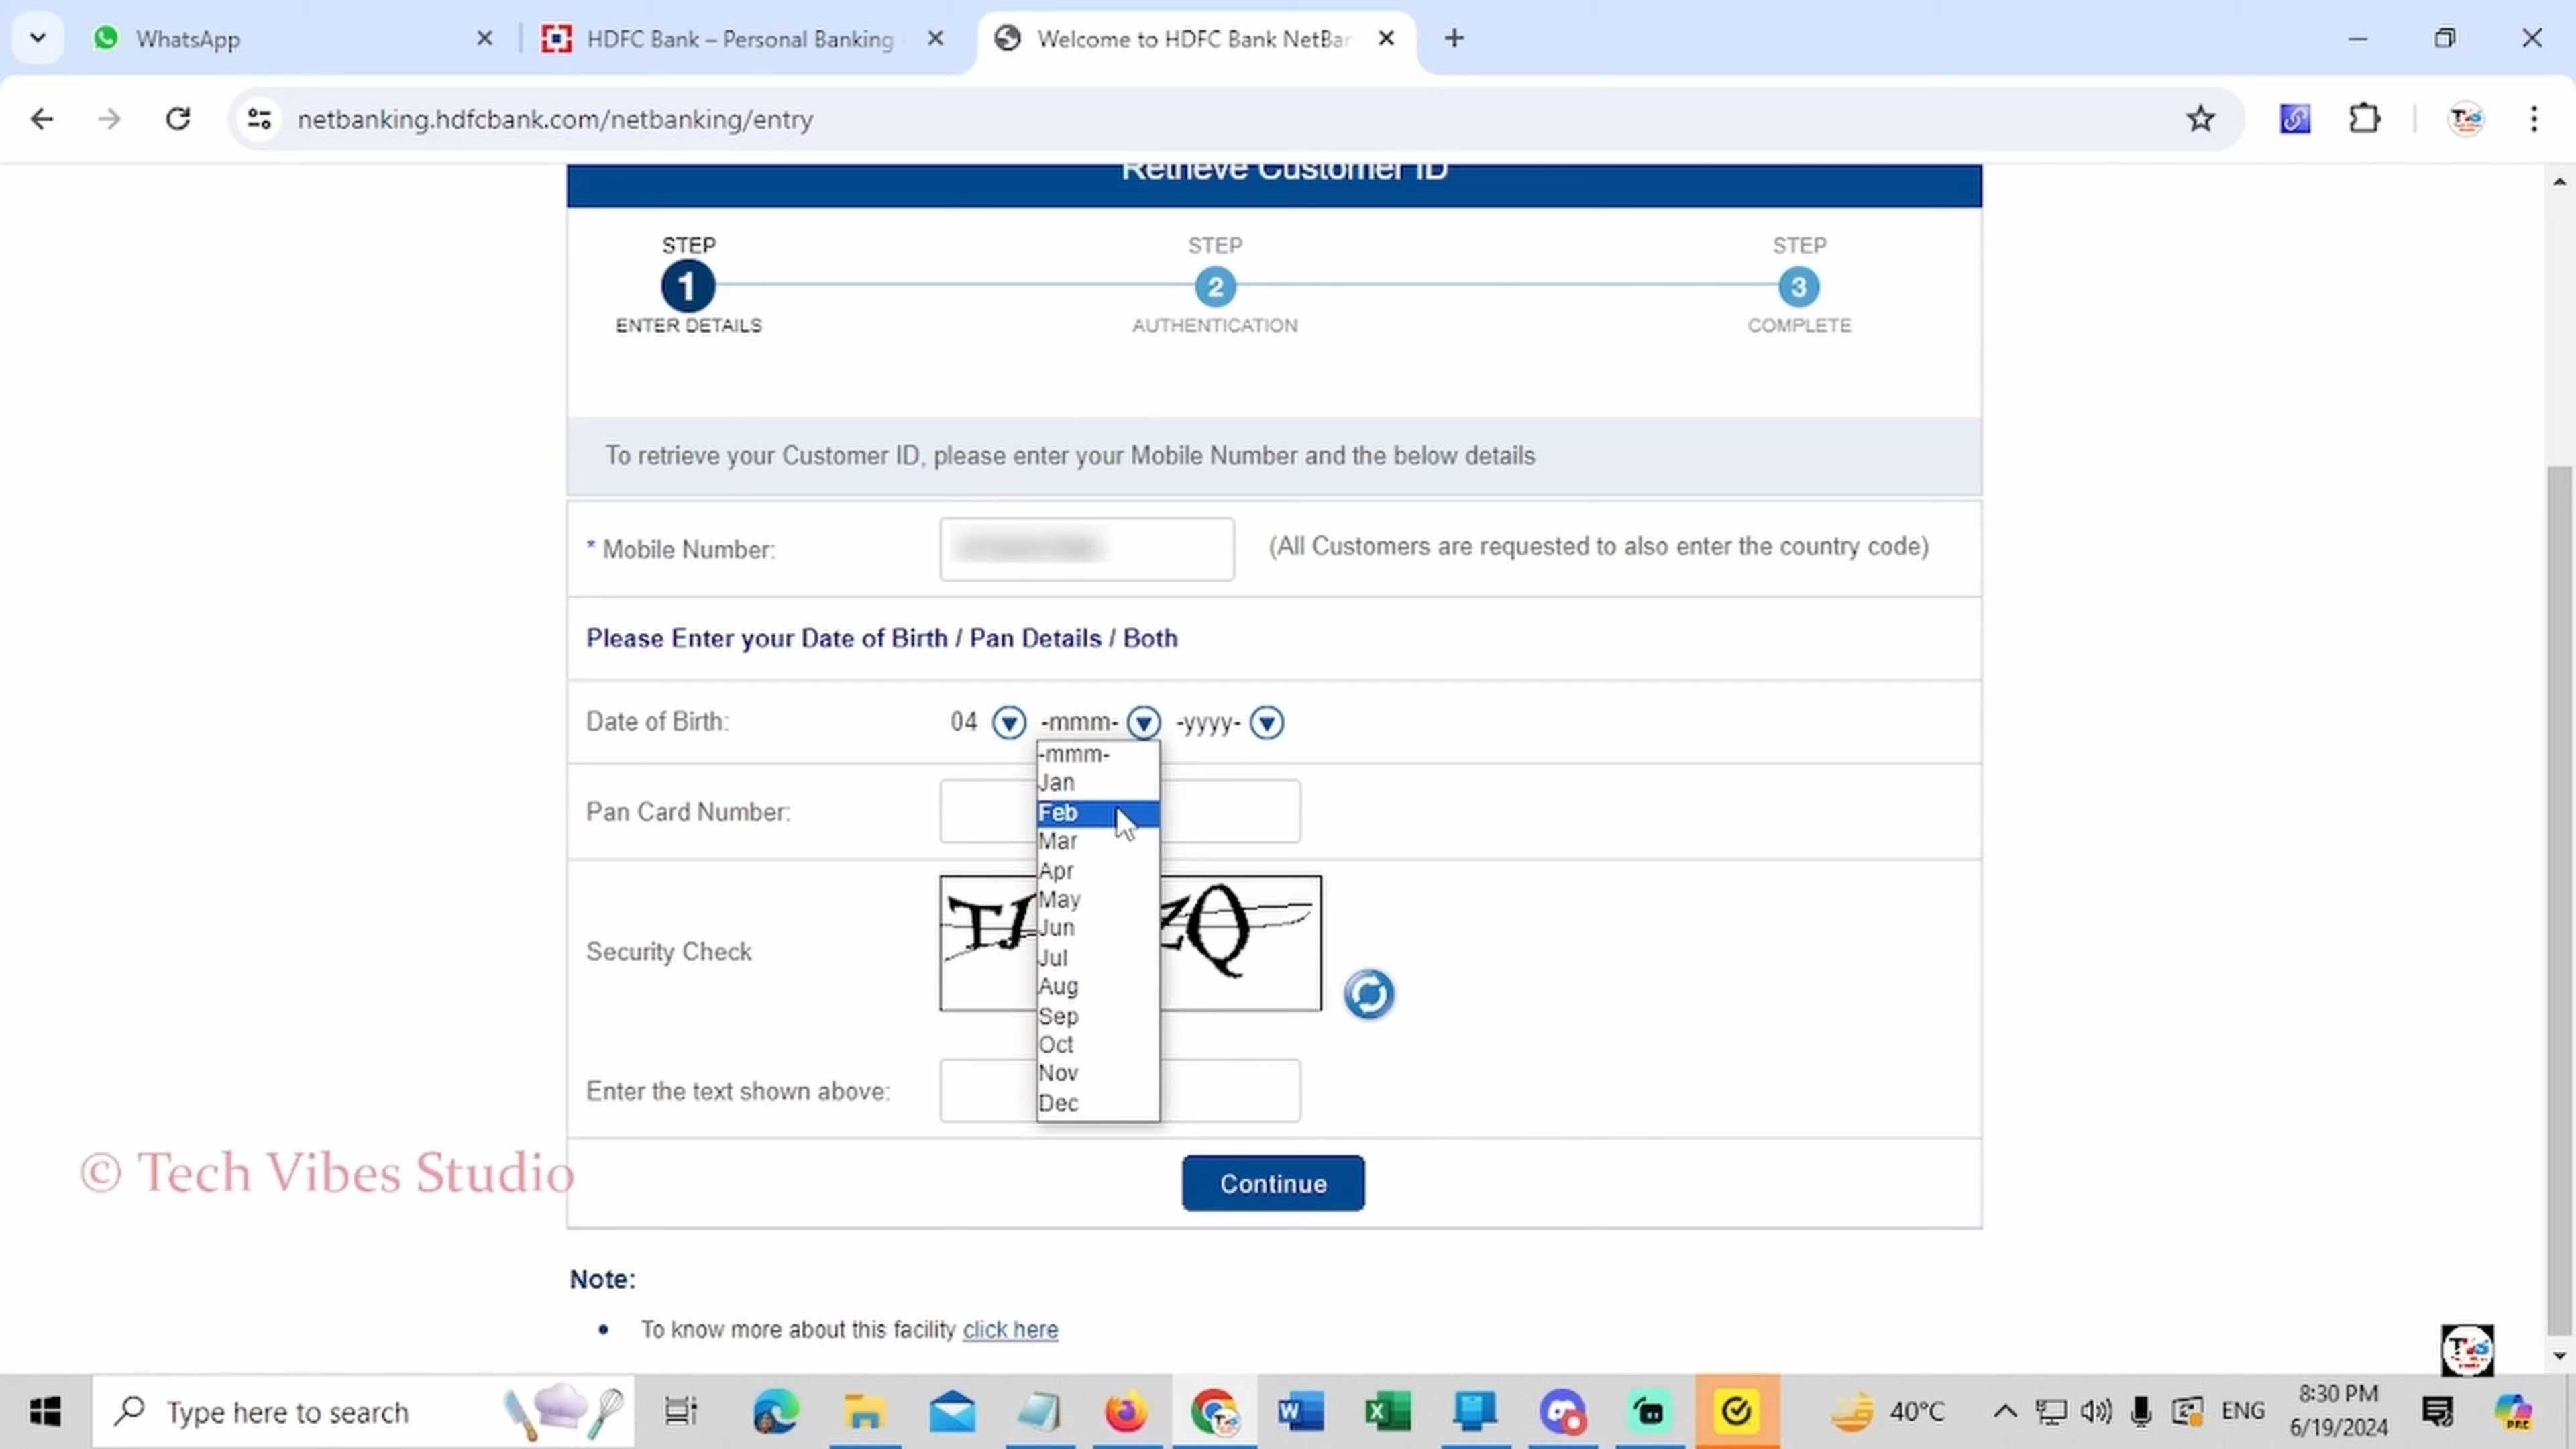 WhatsApp
HDFC Bank – Personal Banking
Welcome to HDFC Bank NetBan
netbanking.hdfcbank.com/netbanking/entry
Retrieve Customer ID
STEP STEP STEP
1 2 3
ENTER DETAILS AUTHENTICATION COMPLETE
To retrieve your Customer ID, please enter your Mobile Number and the below details
* Mobile Number: (All Customers are requested to also enter the country code)
Please Enter your Date of Birth / Pan Details / Both
Date of Birth: 04 -mmm- -yyyy-
-mmm-
Jan
Pan Card Number: Feb
Mar
Apr
May
TJ ZQ
Jun
Security Check
Jul
Aug
Sep
Oct
Nov
Enter the text shown above:
Dec
© Tech Vibes Studio
Continue
Note:
• To know more about this facility click here
Type here to search
40°C
ENG
8:30 PM
6/19/2024